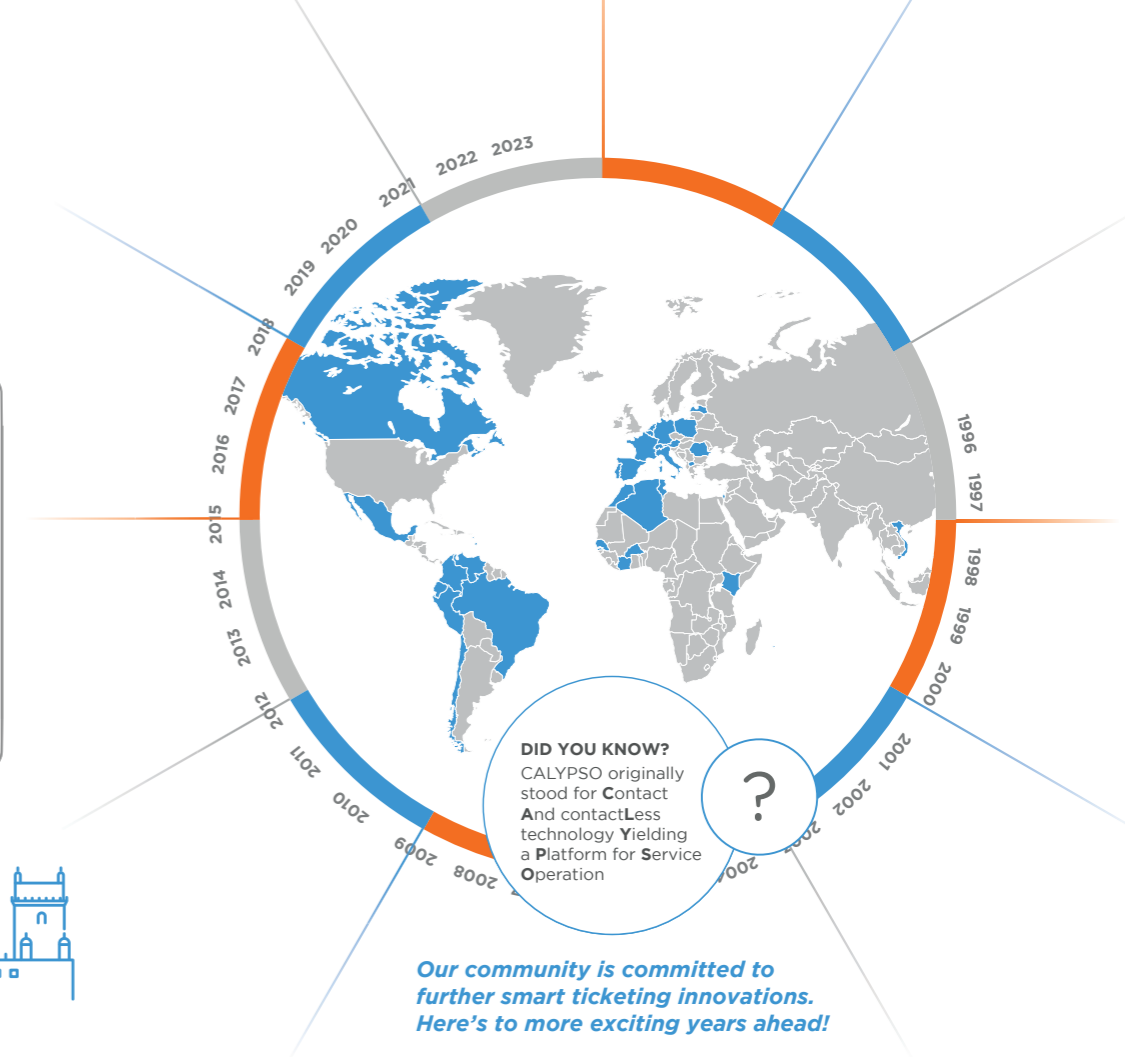 1996
1997
1998
1999
2000
2001
2002
2008
2009
2010
2011
2012
2013
2014
2015
2016
2017
2018
2019
2020
2021
2022
2023
DID YOU KNOW?
CALYPSO originally
stood for Contact
And contactLess
technology Yielding
a Platform for Service
Operation
?
Our community is committed to
further smart ticketing innovations.
Here's to more exciting years ahead!